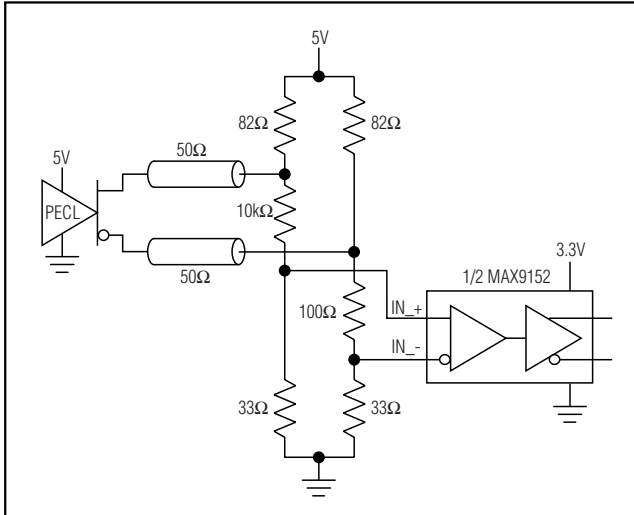 5V
82Ω 82Ω
50Ω
5V
PECL
10kΩ
50Ω
3.3V
1/2 MAX9152
IN_+
100Ω
IN_-
33Ω 33Ω